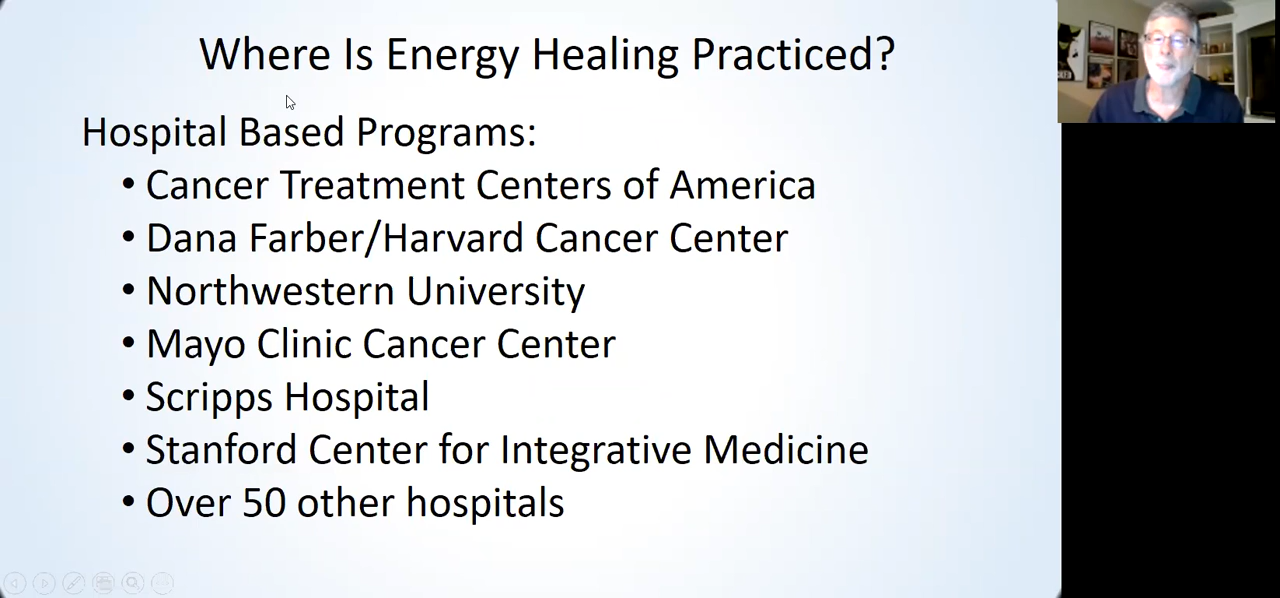 Where Is Energy Healing Practiced?
Hospital Based Programs:
• Cancer Treatment Centers of America
• Dana Farber/Harvard Cancer Center
• Northwestern University
• Mayo Clinic Cancer Center
• Scripps Hospital
• Stanford Center for Integrative Medicine
• Over 50 other hospitals